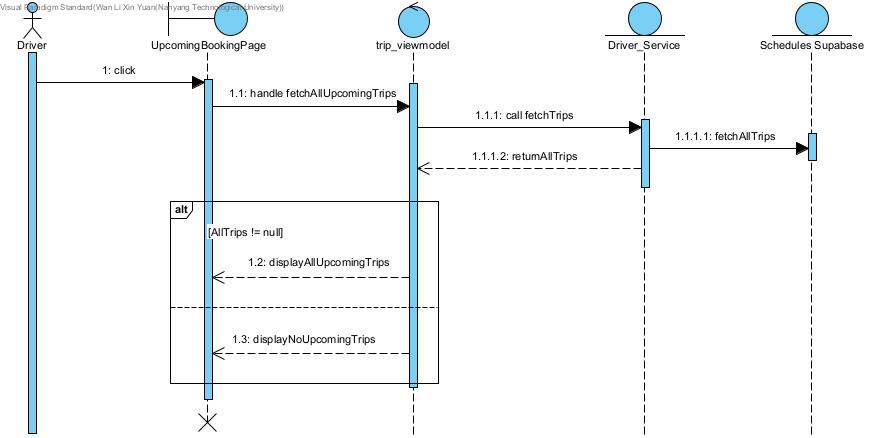 Visual Paradigm Standard(Wan Li Xin Yuan(Nanyang Technological University))
Driver
UpcomingBookingPage
trip_viewmodel
Driver_Service
Schedules Supabase
1: click
1.1: handle fetchAllUpcomingTrips
1.1.1: call fetchTrips
1.1.1.1: fetchAllTrips
1.1.1.2: returnAllTrips
alt
[AllTrips != null]
1.2: displayAllUpcomingTrips
1.3: displayNoUpcomingTrips